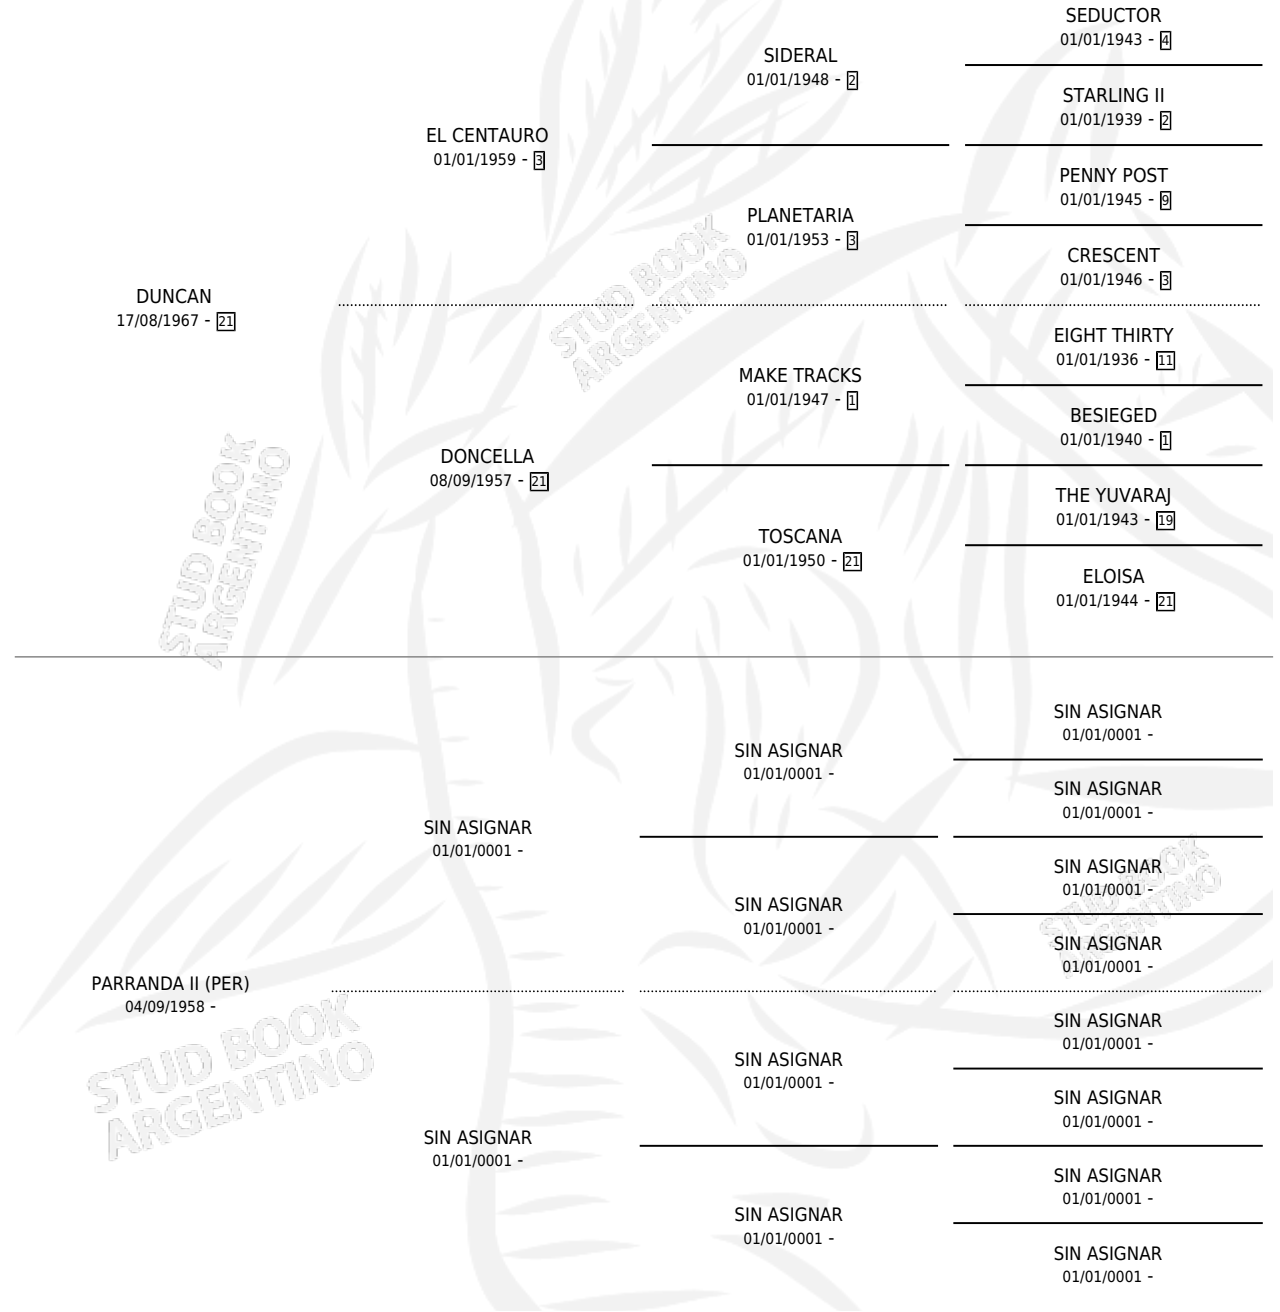 SEDUCTOR
01/01/1943 - 4
SIDERAL
01/01/1948 - 2
STARLING II
01/01/1939 - 2
EL CENTAURO
01/01/1959 - 3
PENNY POST
01/01/1945 - 9
PLANETARIA
01/01/1953 - 3
CRESCENT
01/01/1946 - 3
DUNCAN
17/08/1967 - 21
EIGHT THIRTY
01/01/1936 - 11
MAKE TRACKS
01/01/1947 - 1
BESIEGED
01/01/1940 - 1
DONCELLA
08/09/1957 - 21
THE YUVARAJ
01/01/1943 - 19
TOSCANA
01/01/1950 - 21
ELOISA
01/01/1944 - 21
STUD BOOK
ARGENTINO
STUD BOOK
ARGENTINO
SIN ASIGNAR
01/01/0001 -
SIN ASIGNAR
01/01/0001 -
SIN ASIGNAR
01/01/0001 -
SIN ASIGNAR
01/01/0001 -
SIN ASIGNAR
01/01/0001 -
SIN ASIGNAR
01/01/0001 -
SIN ASIGNAR
01/01/0001 -
PARRANDA II (PER)
04/09/1958 -
SIN ASIGNAR
01/01/0001 -
SIN ASIGNAR
01/01/0001 -
SIN ASIGNAR
01/01/0001 -
SIN ASIGNAR
01/01/0001 -
SIN ASIGNAR
01/01/0001 -
SIN ASIGNAR
01/01/0001 -
SIN ASIGNAR
01/01/0001 -
STUD BOOK
ARGENTINO
STUD BOOK
ARGENTINO